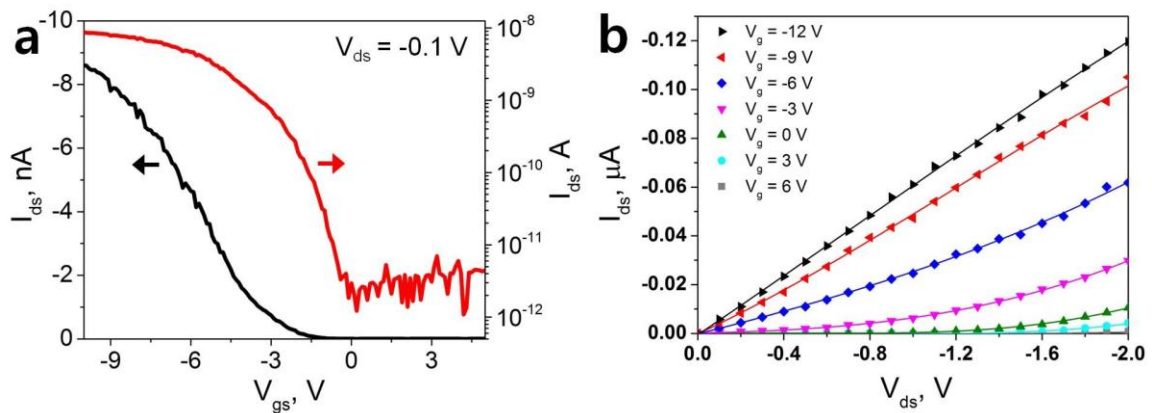 a
V_ds = -0.1 V
I_ds, nA
-10
-8
-6
-4
-2
0
10^-8
10^-9
10^-10
10^-11
10^-12
I_ds, A
-9 -6 -3 0 3
V_gs, V
b
V_g = -12 V
V_g = -9 V
V_g = -6 V
V_g = -3 V
V_g = 0 V
V_g = 3 V
V_g = 6 V
I_ds, µA
-0.12
-0.10
-0.08
-0.06
-0.04
-0.02
0.00
0.0 -0.4 -0.8 -1.2 -1.6 -2.0
V_ds, V